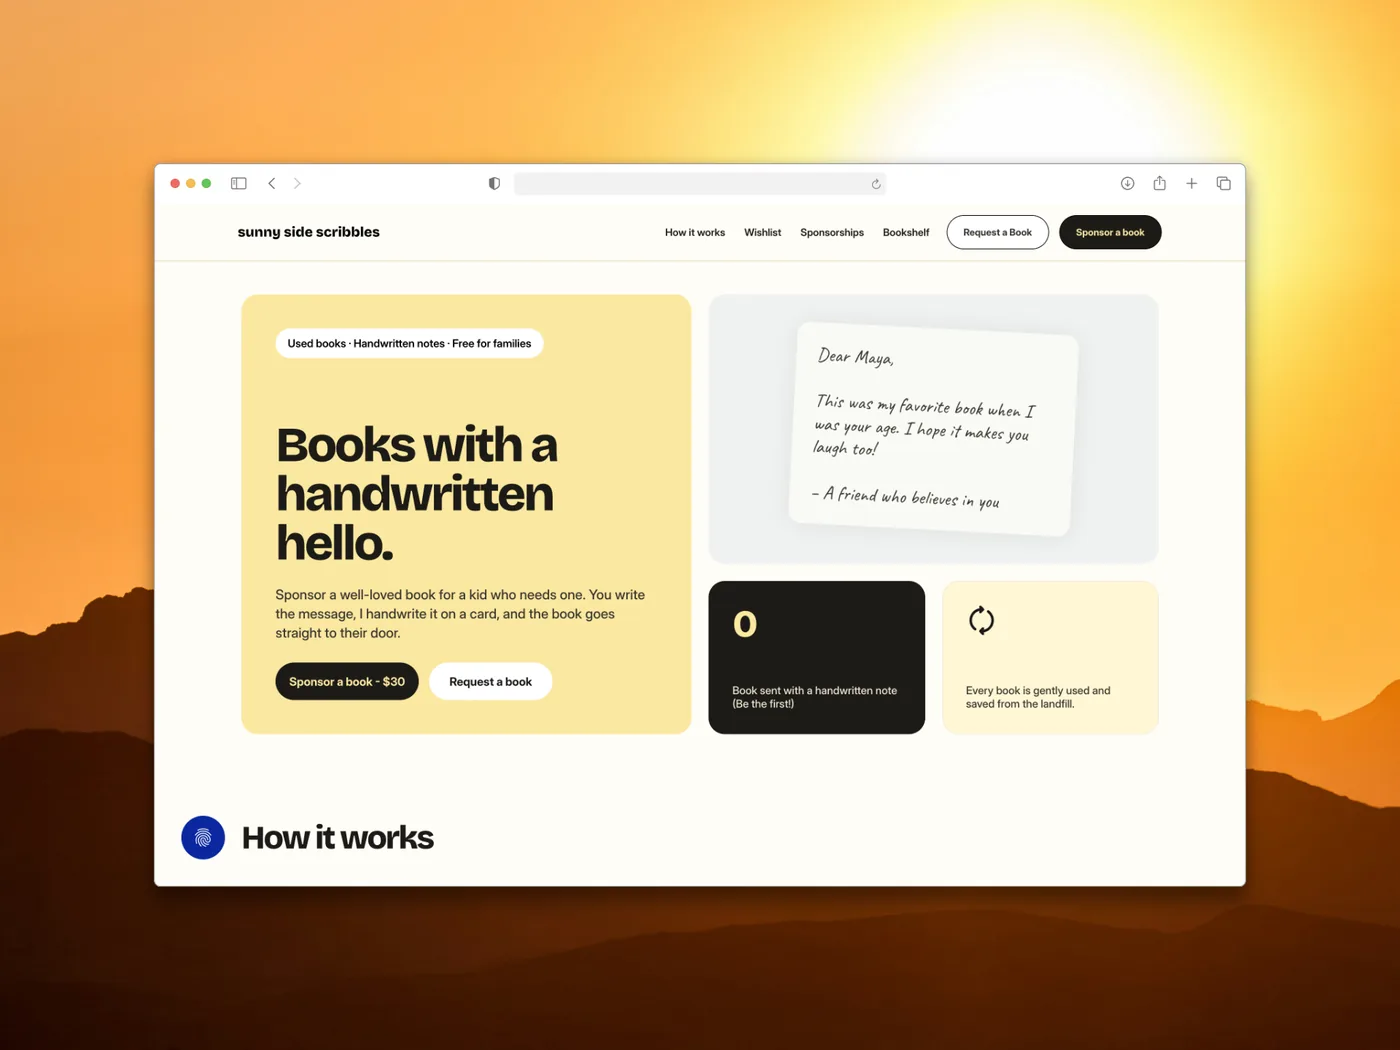 sunny side scribbles
How it works
Wishlist
Sponsorships
Bookshelf
Request a Book
Sponsor a book
Used books · Handwritten notes · Free for families
Books with a
handwritten
hello.
Sponsor a well-loved book for a kid who needs one. You write
the message, I handwrite it on a card, and the book goes
straight to their door.
Sponsor a book - $30
Request a book
Dear Maya,
This was my favorite book when I
was your age. I hope it makes you
laugh too!
– A friend who believes in you
0
Book sent with a handwritten note
(Be the first!)
Every book is gently used and
saved from the landfill.
How it works